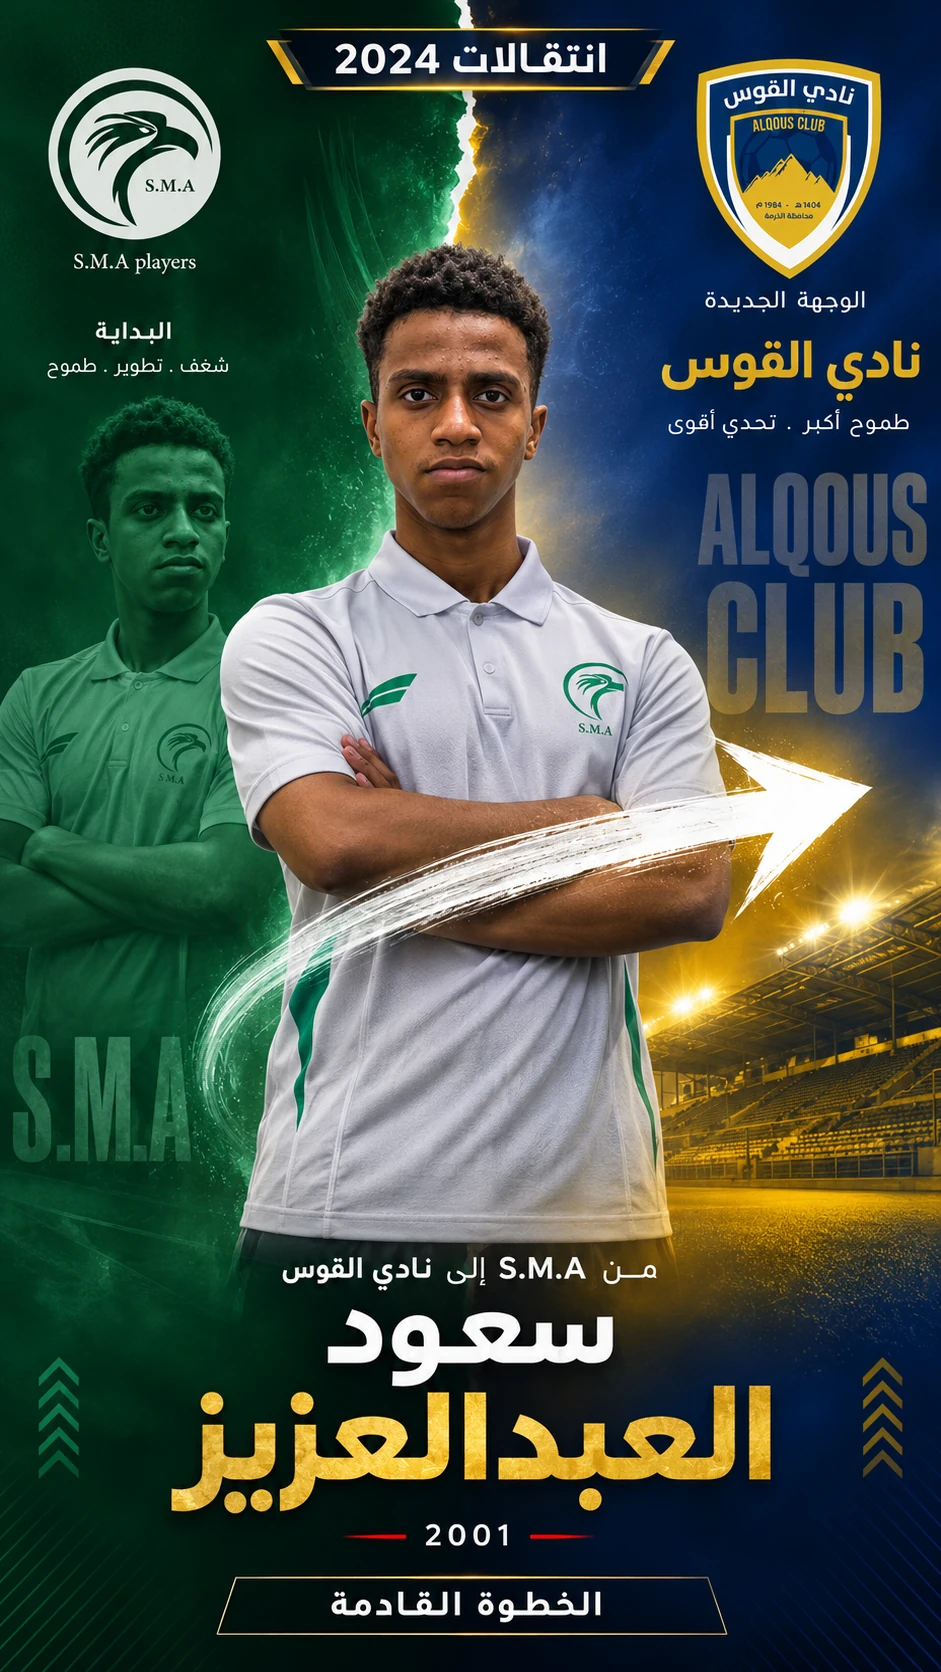 انتقالات 2024
S.M.A
S.M.A players
البداية
شغف . تطوير . طموح
نادي القوس
ALQOUS CLUB
1404 هـ - 1984 م
محافظة الخرمة
الوجهة الجديدة
نادي القوس
طموح أكبر . تحدي أقوى
ALQOUS
CLUB
S.M.A
S.M.A
S.M.A
من S.M.A إلى نادي القوس
سعود
العبدالعزيز
2001
الخطوة القادمة